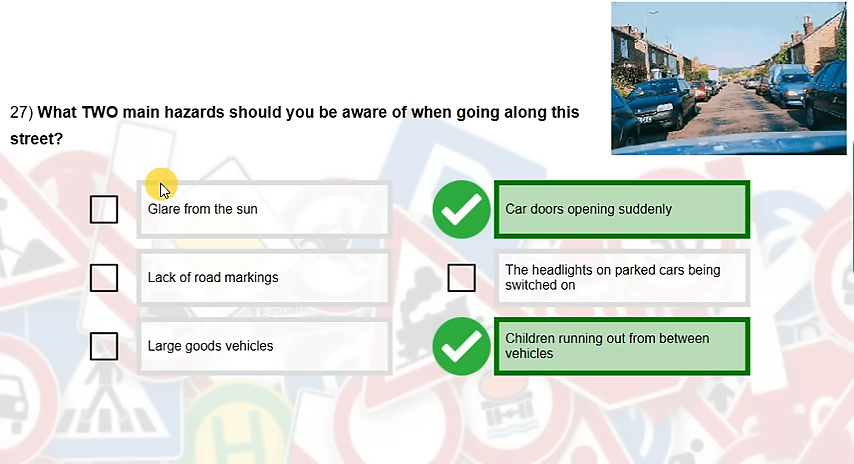 27) What TWO main hazards should you be aware of when going along this
street?
Glare from the sun
Car doors opening suddenly
Lack of road markings
The headlights on parked cars being
switched on
Large goods vehicles
Children running out from between
vehicles